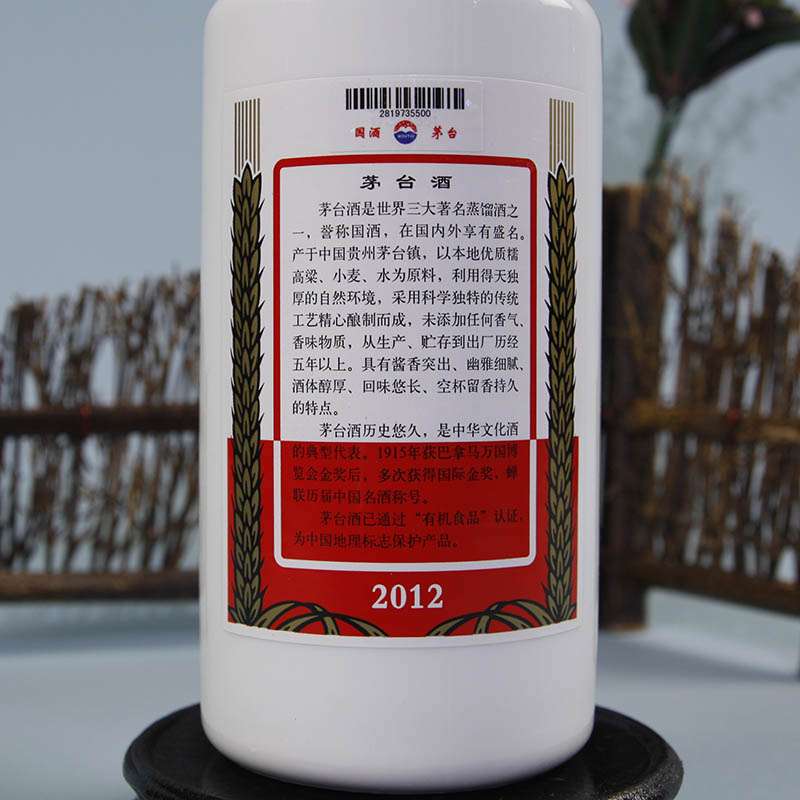 2819735500
国酒 茅台
茅台酒
茅台酒是世界三大著名蒸馏酒之
一，誉称国酒，在国内外享有盛名。
产于中国贵州茅台镇，以本地优质糯
高粱、小麦、水为原料，利用得天独
厚的自然环境，采用科学独特的传统
工艺精心酿制而成，未添加任何香气、
香味物质，从生产、贮存到出厂历经
五年以上。具有酱香突出、幽雅细腻、
酒体醇厚、回味悠长、空杯留香持久
的特点。
茅台酒历史悠久，是中华文化酒
的典型代表。1915年获巴拿马万国博
览会金奖后，多次获得国际金奖，蝉
联历届中国名酒称号。
茅台酒已通过“有机食品”认证，
为中国地理标志保护产品。
2012